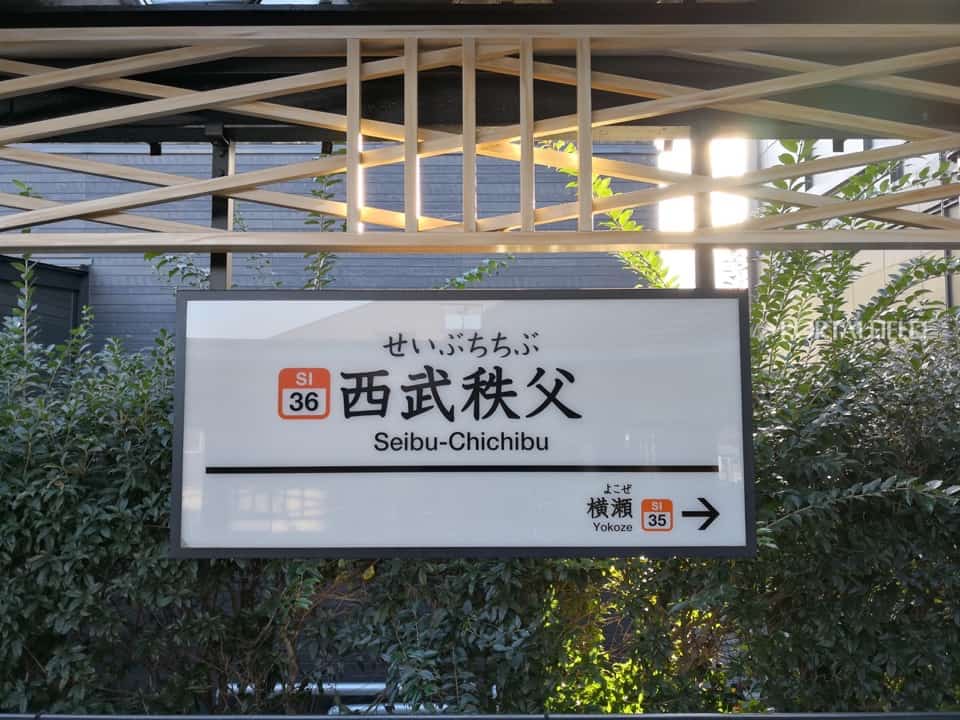 せいぶちちぶ
SI
36
西武秩父
Seibu-Chichibu
よこぜ
横瀬
Yokoze
SI
35
→